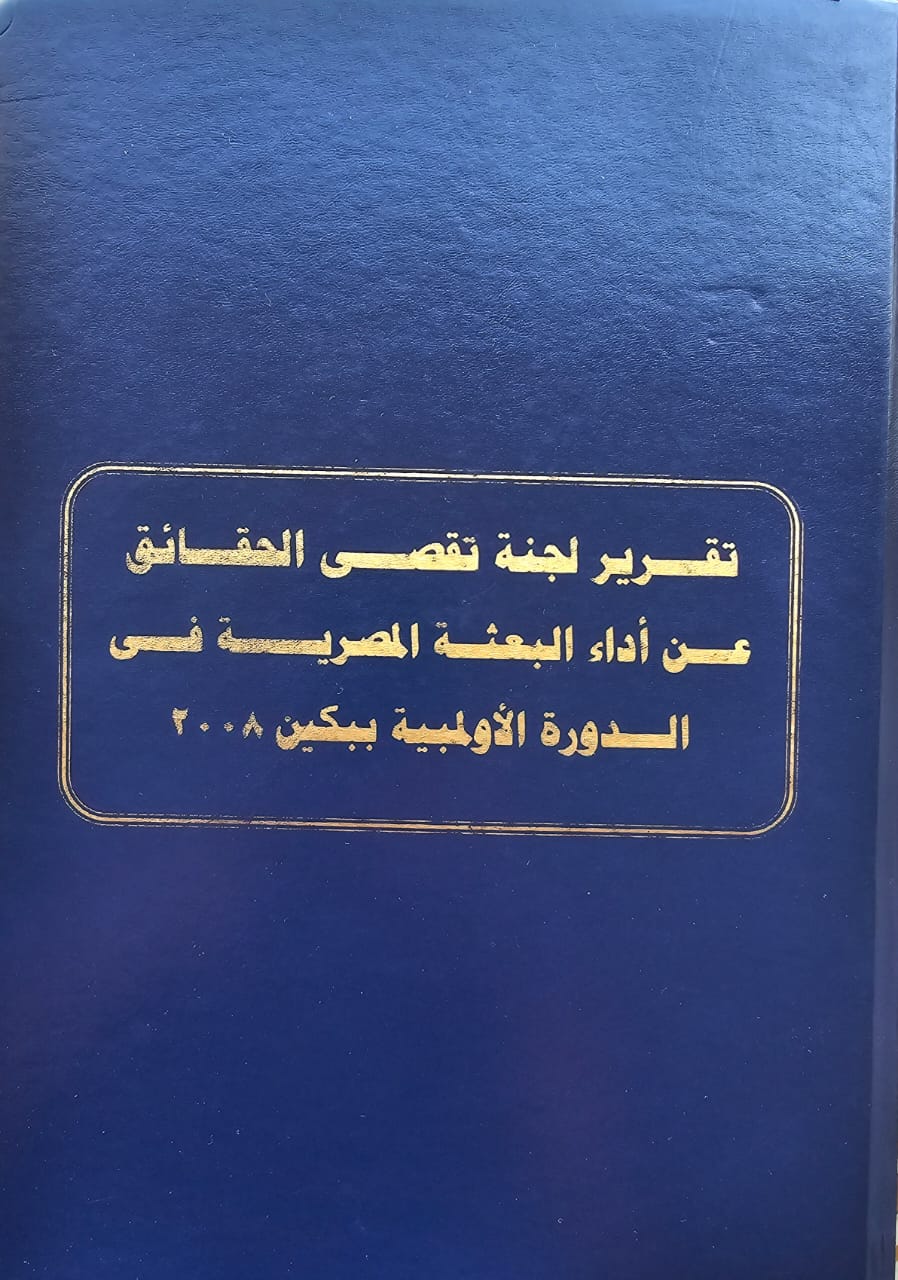 تقرير لجنة تقصى الحقائق
عن أداء البعثة المصرية فى
الدورة الأولمبية ببكين ٢٠٠٨